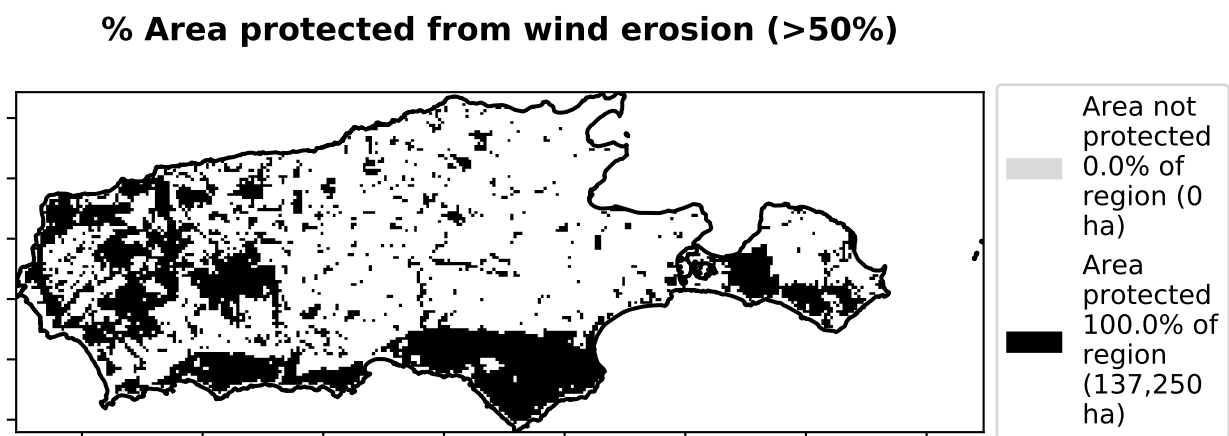 % Area protected from wind erosion (>50%)
Area not
protected
0.0% of
region (0
ha)
Area
protected
100.0% of
region
(137,250
ha)